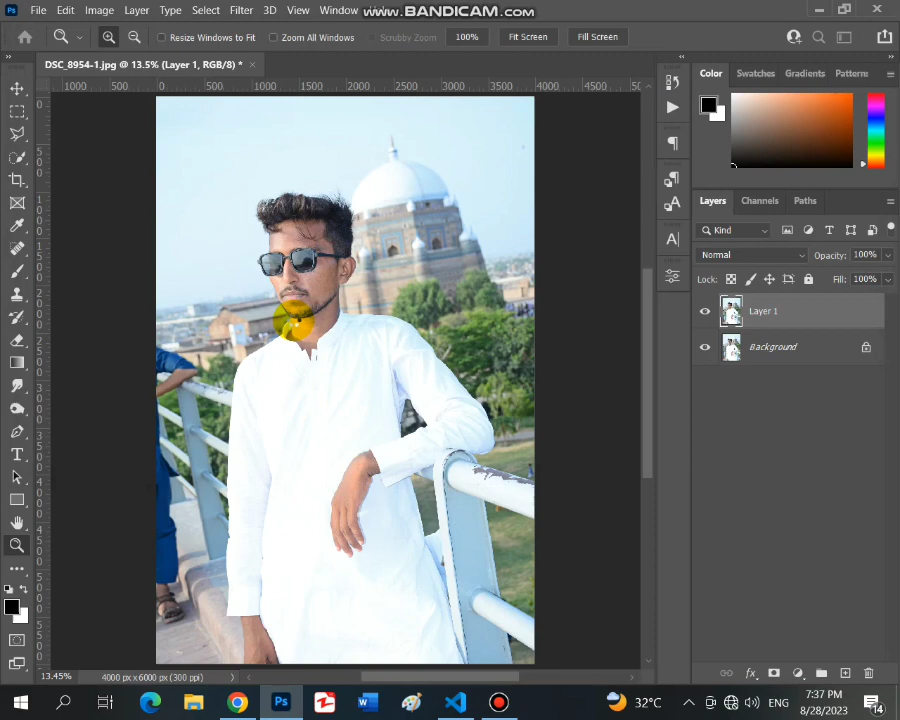 Ps File Edit Image Layer Type Select Filter 3D View Window www.BANDICAM.com
Resize Windows to Fit Zoom All Windows Scrubby Zoom 100% Fit Screen Fill Screen
DSC_8954-1.jpg @ 13.5% (Layer 1, RGB/8) * ×
1000 500 0 500 1000 1500 2000 2500 3000 3500 4000 4500
Color Swatches Gradients Patterns
Layers Channels Paths
Kind
Normal Opacity: 100%
Lock: Fill: 100%
Layer 1
Background
fx
13.45% 4000 px x 6000 px (300 ppi)
Ps 32°C ENG 7:37 PM
8/28/2023
14